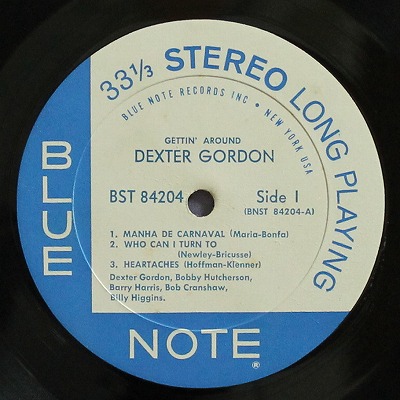 33⅓ STEREO LONG PLAYING
BLUE NOTE RECORDS INC • NEW YORK USA
GETTIN' AROUND
DEXTER GORDON
BST 84204
Side 1
(BNST 84204-A)
1. MANHA DE CARNAVAL (Maria-Bonfa)
2. WHO CAN I TURN TO
(Newley-Bricusse)
3. HEARTACHES (Hoffman-Klenner)
Dexter Gordon, Bobby Hutcherson,
Barry Harris, Bob Cranshaw,
Billy Higgins.
BLUE
NOTE
®